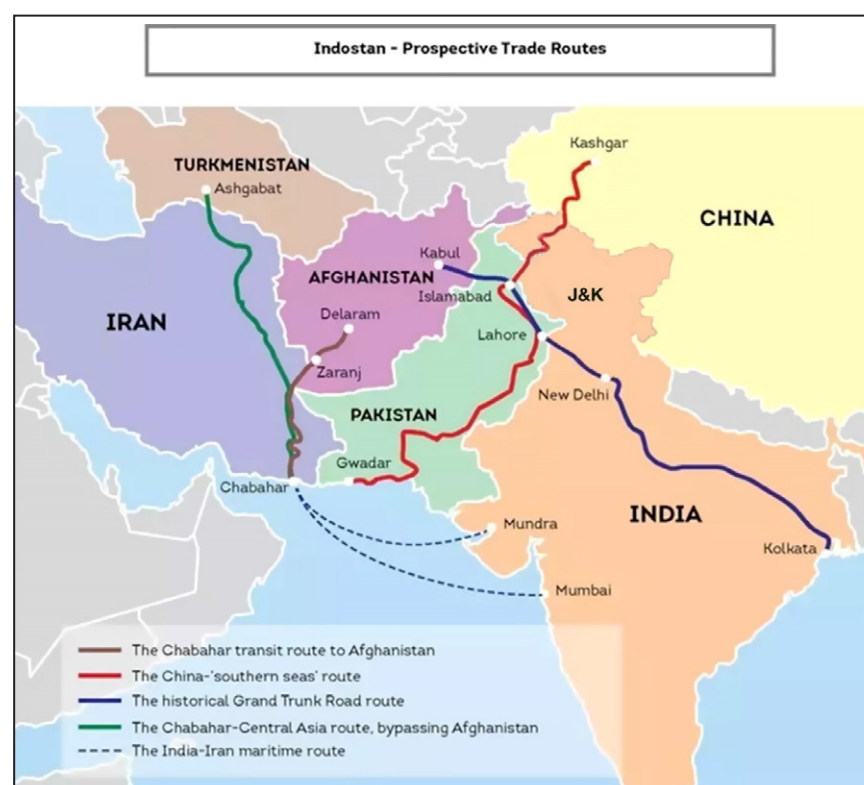 Indostan - Prospective Trade Routes
Kashgar
TURKMENISTAN
Ashgabat
CHINA
Kabul
AFGHANISTAN
Islamabad
J&K
IRAN
Delaram
Lahore
Zaranj
New Delhi
PAKISTAN
Gwadar
Chabahar
INDIA
Mundra
Kolkata
Mumbai
The Chabahar transit route to Afghanistan
The China-'southern seas' route
The historical Grand Trunk Road route
The Chabahar-Central Asia route, bypassing Afghanistan
The India-Iran maritime route